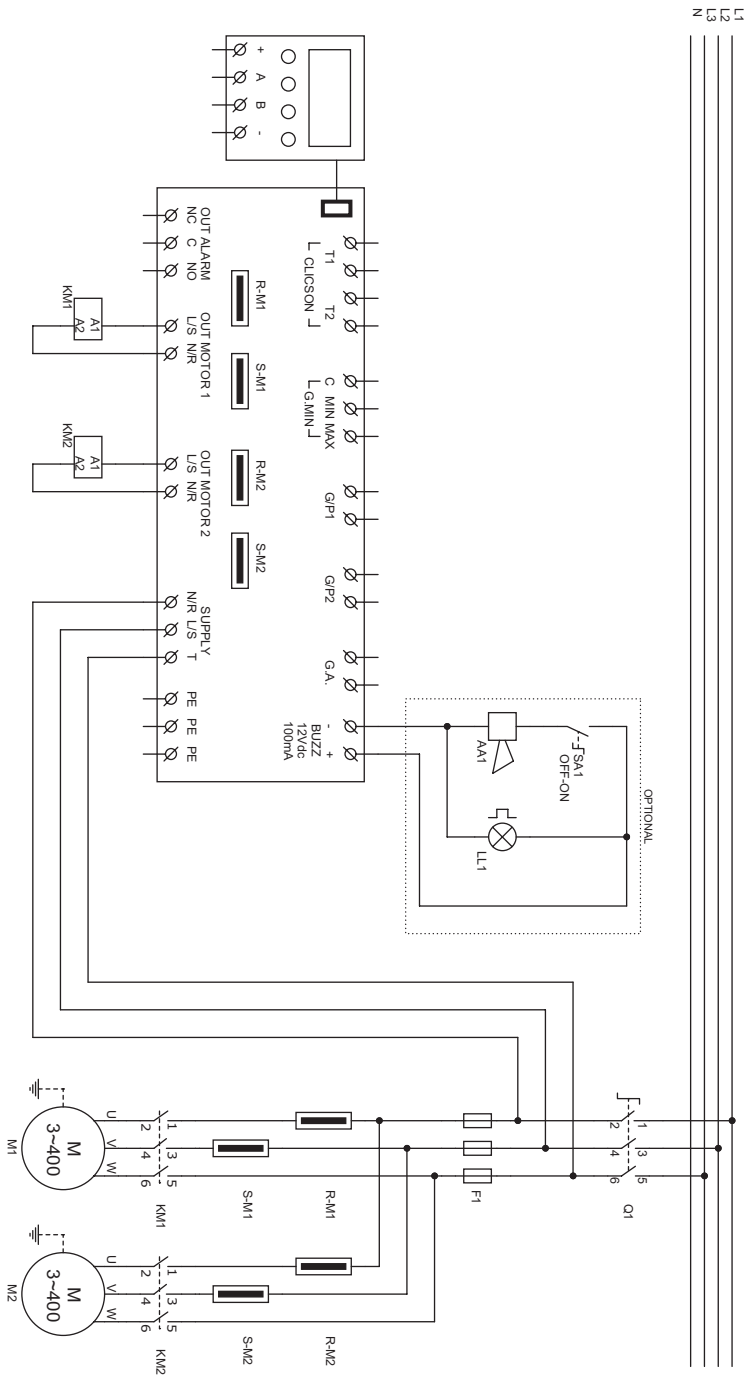 L1
L2
L3
N
+ A B -
T1 T2
CLICSON
C MIN MAX
G.MIN
G/P1
G/P2
G.A.
- +
BUZZ
12Vdc
100mA
R-M1
S-M1
R-M2
S-M2
NC C NO
OUT ALARM
L/S N/R
OUT MOTOR 1
L/S N/R
OUT MOTOR 2
N/R L/S T
SUPPLY
PE PE PE
A1
A2
KM1
A1
A2
KM2
OPTIONAL
SA1
OFF-ON
AA1
LL1
1 3 5
2 4 6
Q1
F1
R-M1
S-M1
1 3 5
2 4 6
KM1
U V W
M
3~400
M1
R-M2
S-M2
1 3 5
2 4 6
KM2
U V W
M
3~400
M2